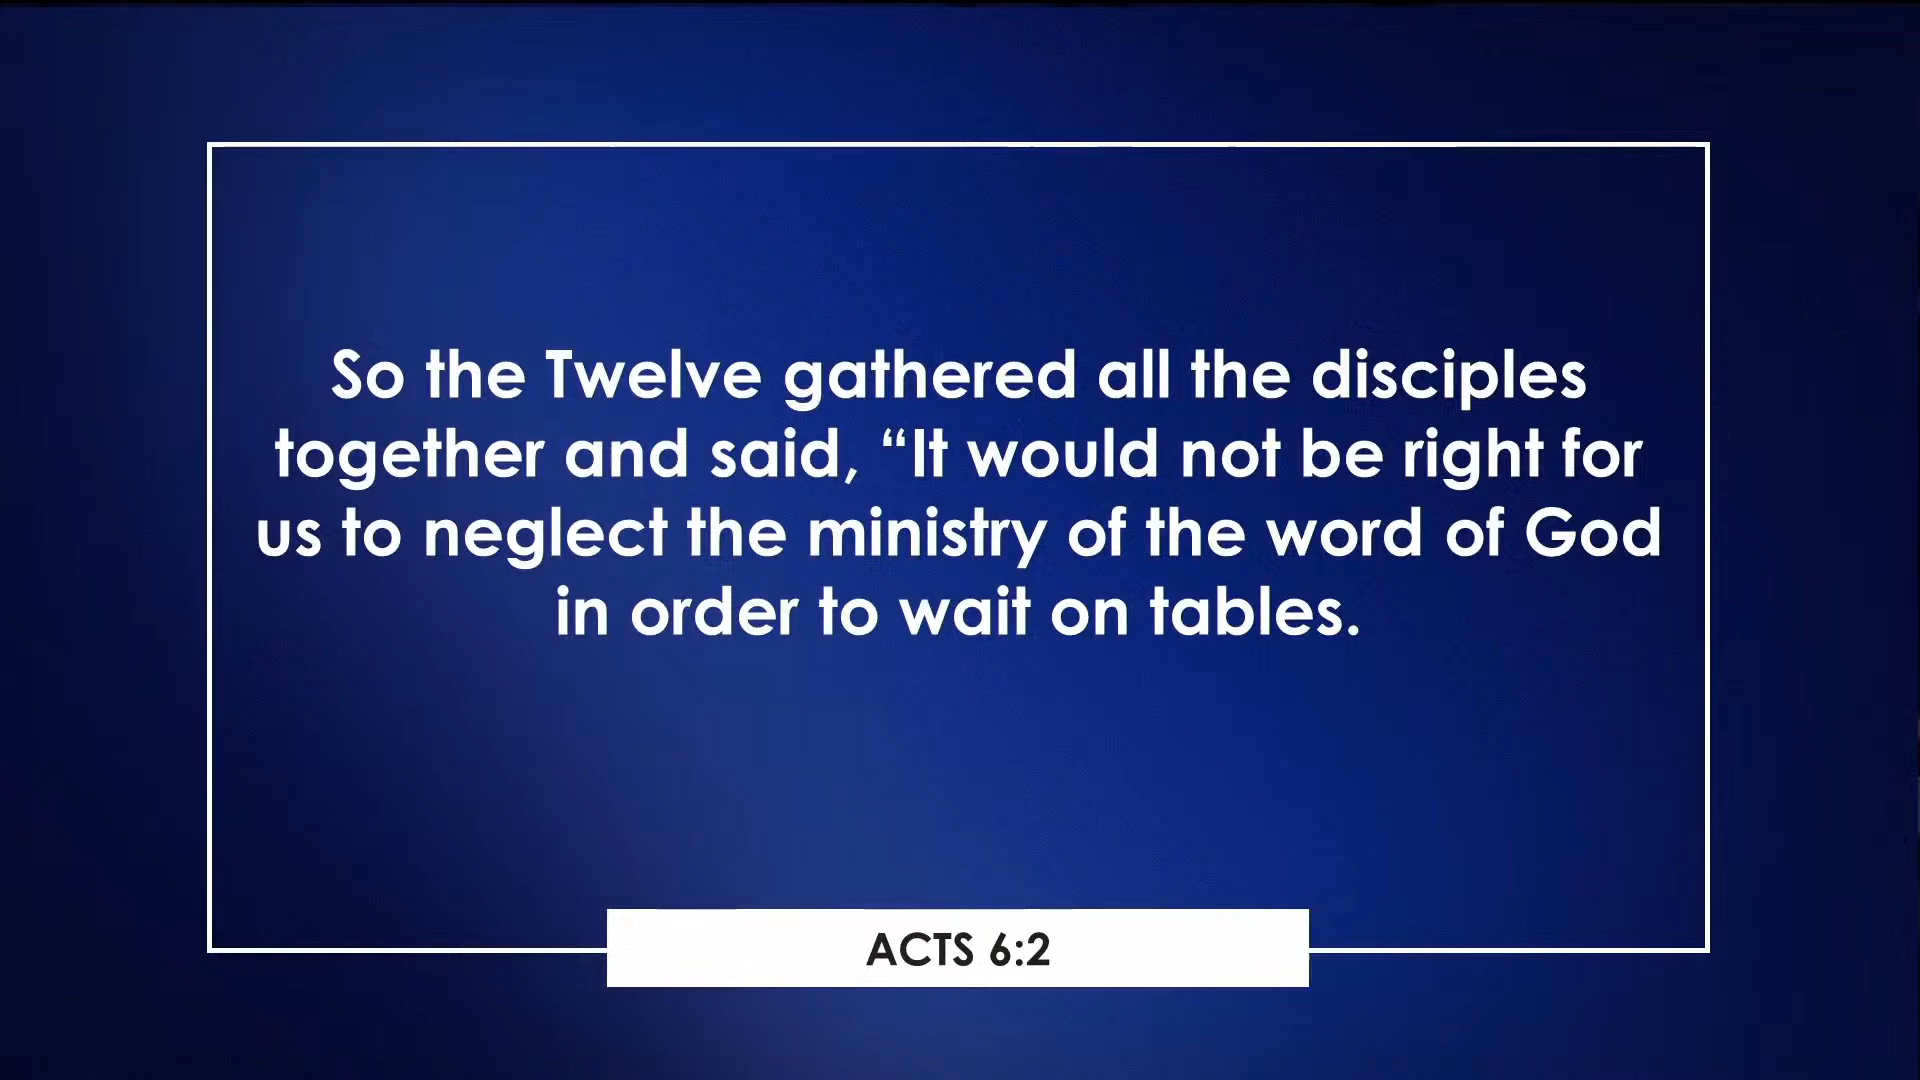 So the Twelve gathered all the disciples
together and said, “It would not be right for
us to neglect the ministry of the word of God
in order to wait on tables.
ACTS 6:2